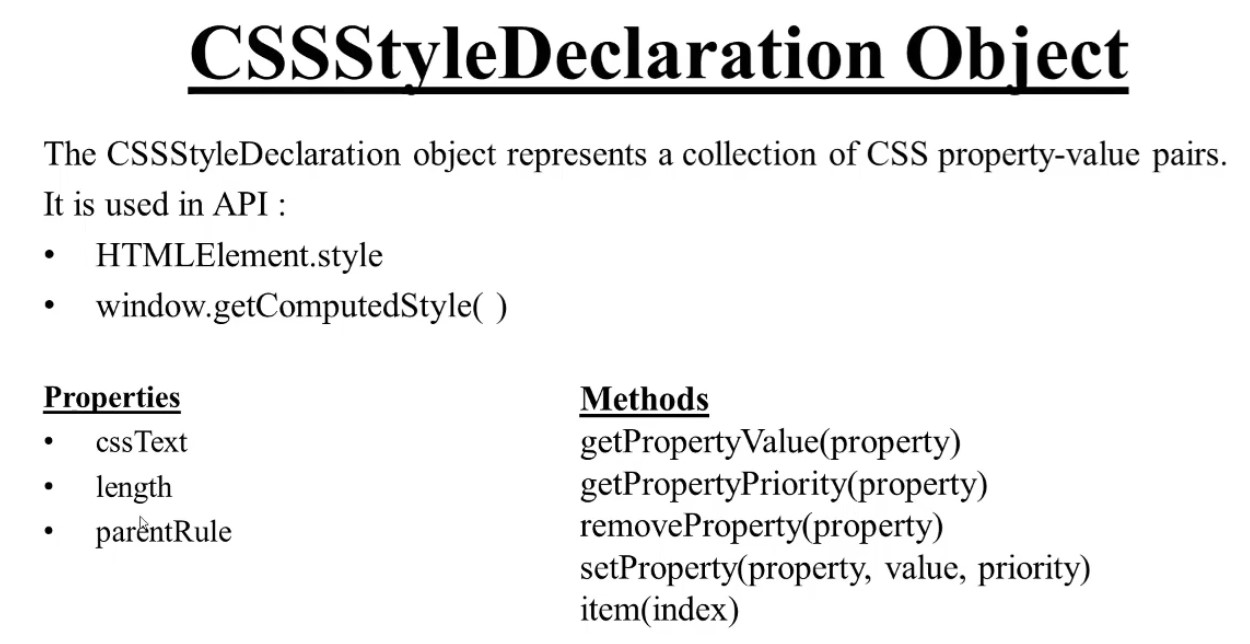 CSSStyleDeclaration Object
The CSSStyleDeclaration object represents a collection of CSS property-value pairs.
It is used in API :
• HTMLElement.style
• window.getComputedStyle( )
Properties
• cssText
• length
• parentRule
Methods
getPropertyValue(property)
getPropertyPriority(property)
removeProperty(property)
setProperty(property, value, priority)
item(index)